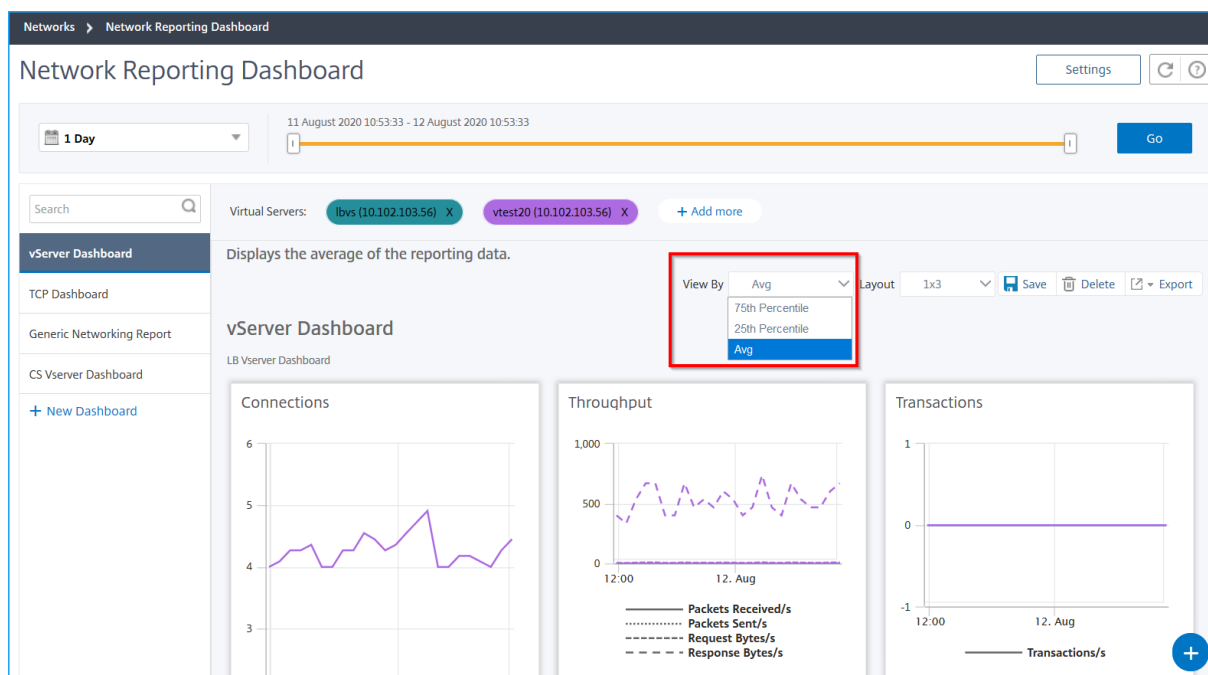 Networks > Network Reporting Dashboard
Network Reporting Dashboard
Settings
1 Day
11 August 2020 10:53:33 - 12 August 2020 10:53:33
Go
Search
vServer Dashboard
TCP Dashboard
Generic Networking Report
CS Vserver Dashboard
+ New Dashboard
Virtual Servers: lbvs (10.102.103.56) X vtest20 (10.102.103.56) X + Add more
Displays the average of the reporting data.
View By Avg Layout 1x3 Save Delete Export
75th Percentile
25th Percentile
Avg
vServer Dashboard
LB Vserver Dashboard
Connections
6
5
4
3
Throughput
1,000
500
0
12:00 12. Aug
Packets Received/s
Packets Sent/s
Request Bytes/s
Response Bytes/s
Transactions
1
0
-1
12:00 12. Aug
Transactions/s